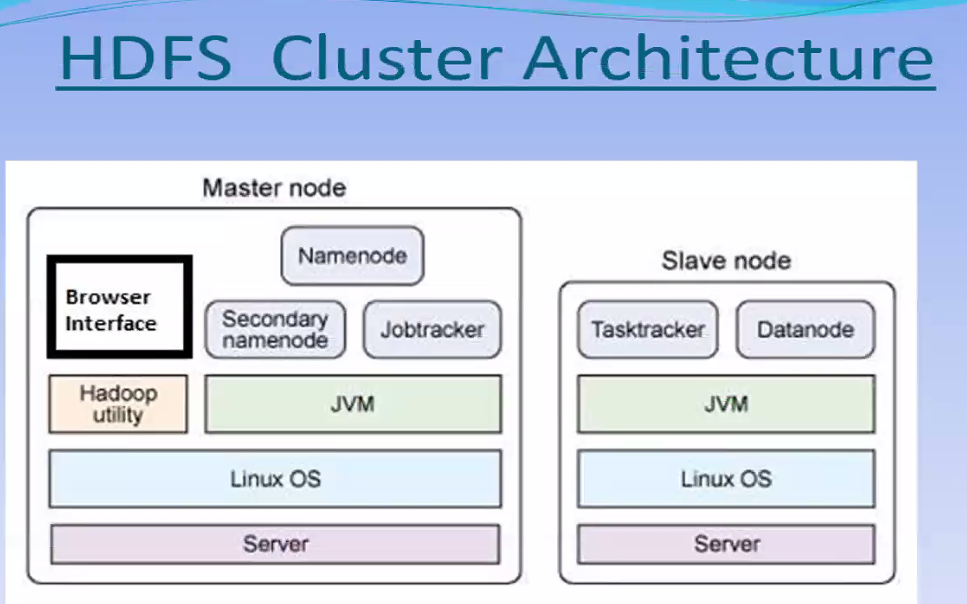 HDFS Cluster Architecture
Master node
Namenode
Browser
Interface
Secondary
namenode
Jobtracker
Hadoop
utility
JVM
Linux OS
Server
Slave node
Tasktracker
Datanode
JVM
Linux OS
Server